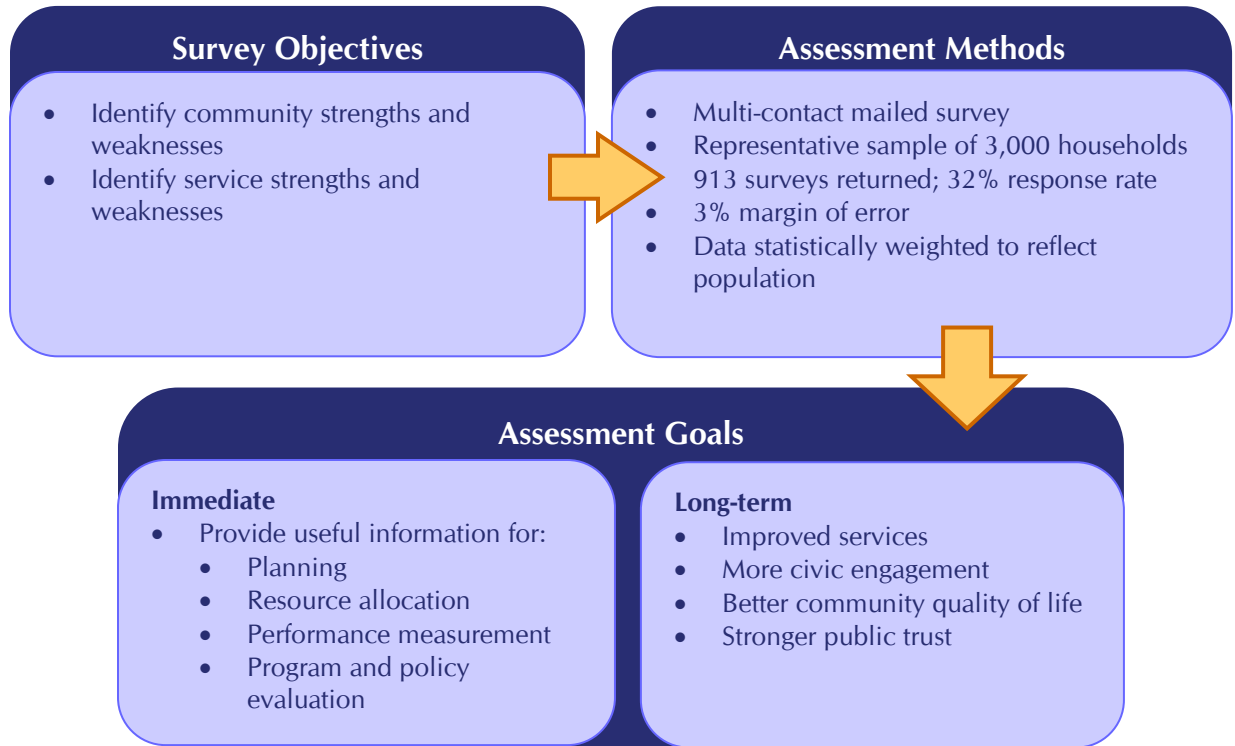 Survey Objectives
• Identify community strengths and
weaknesses
• Identify service strengths and
weaknesses
Assessment Methods
• Multi-contact mailed survey
• Representative sample of 3,000 households
• 913 surveys returned; 32% response rate
• 3% margin of error
• Data statistically weighted to reflect
population
Assessment Goals
Immediate
• Provide useful information for:
• Planning
• Resource allocation
• Performance measurement
• Program and policy
evaluation
Long-term
• Improved services
• More civic engagement
• Better community quality of life
• Stronger public trust